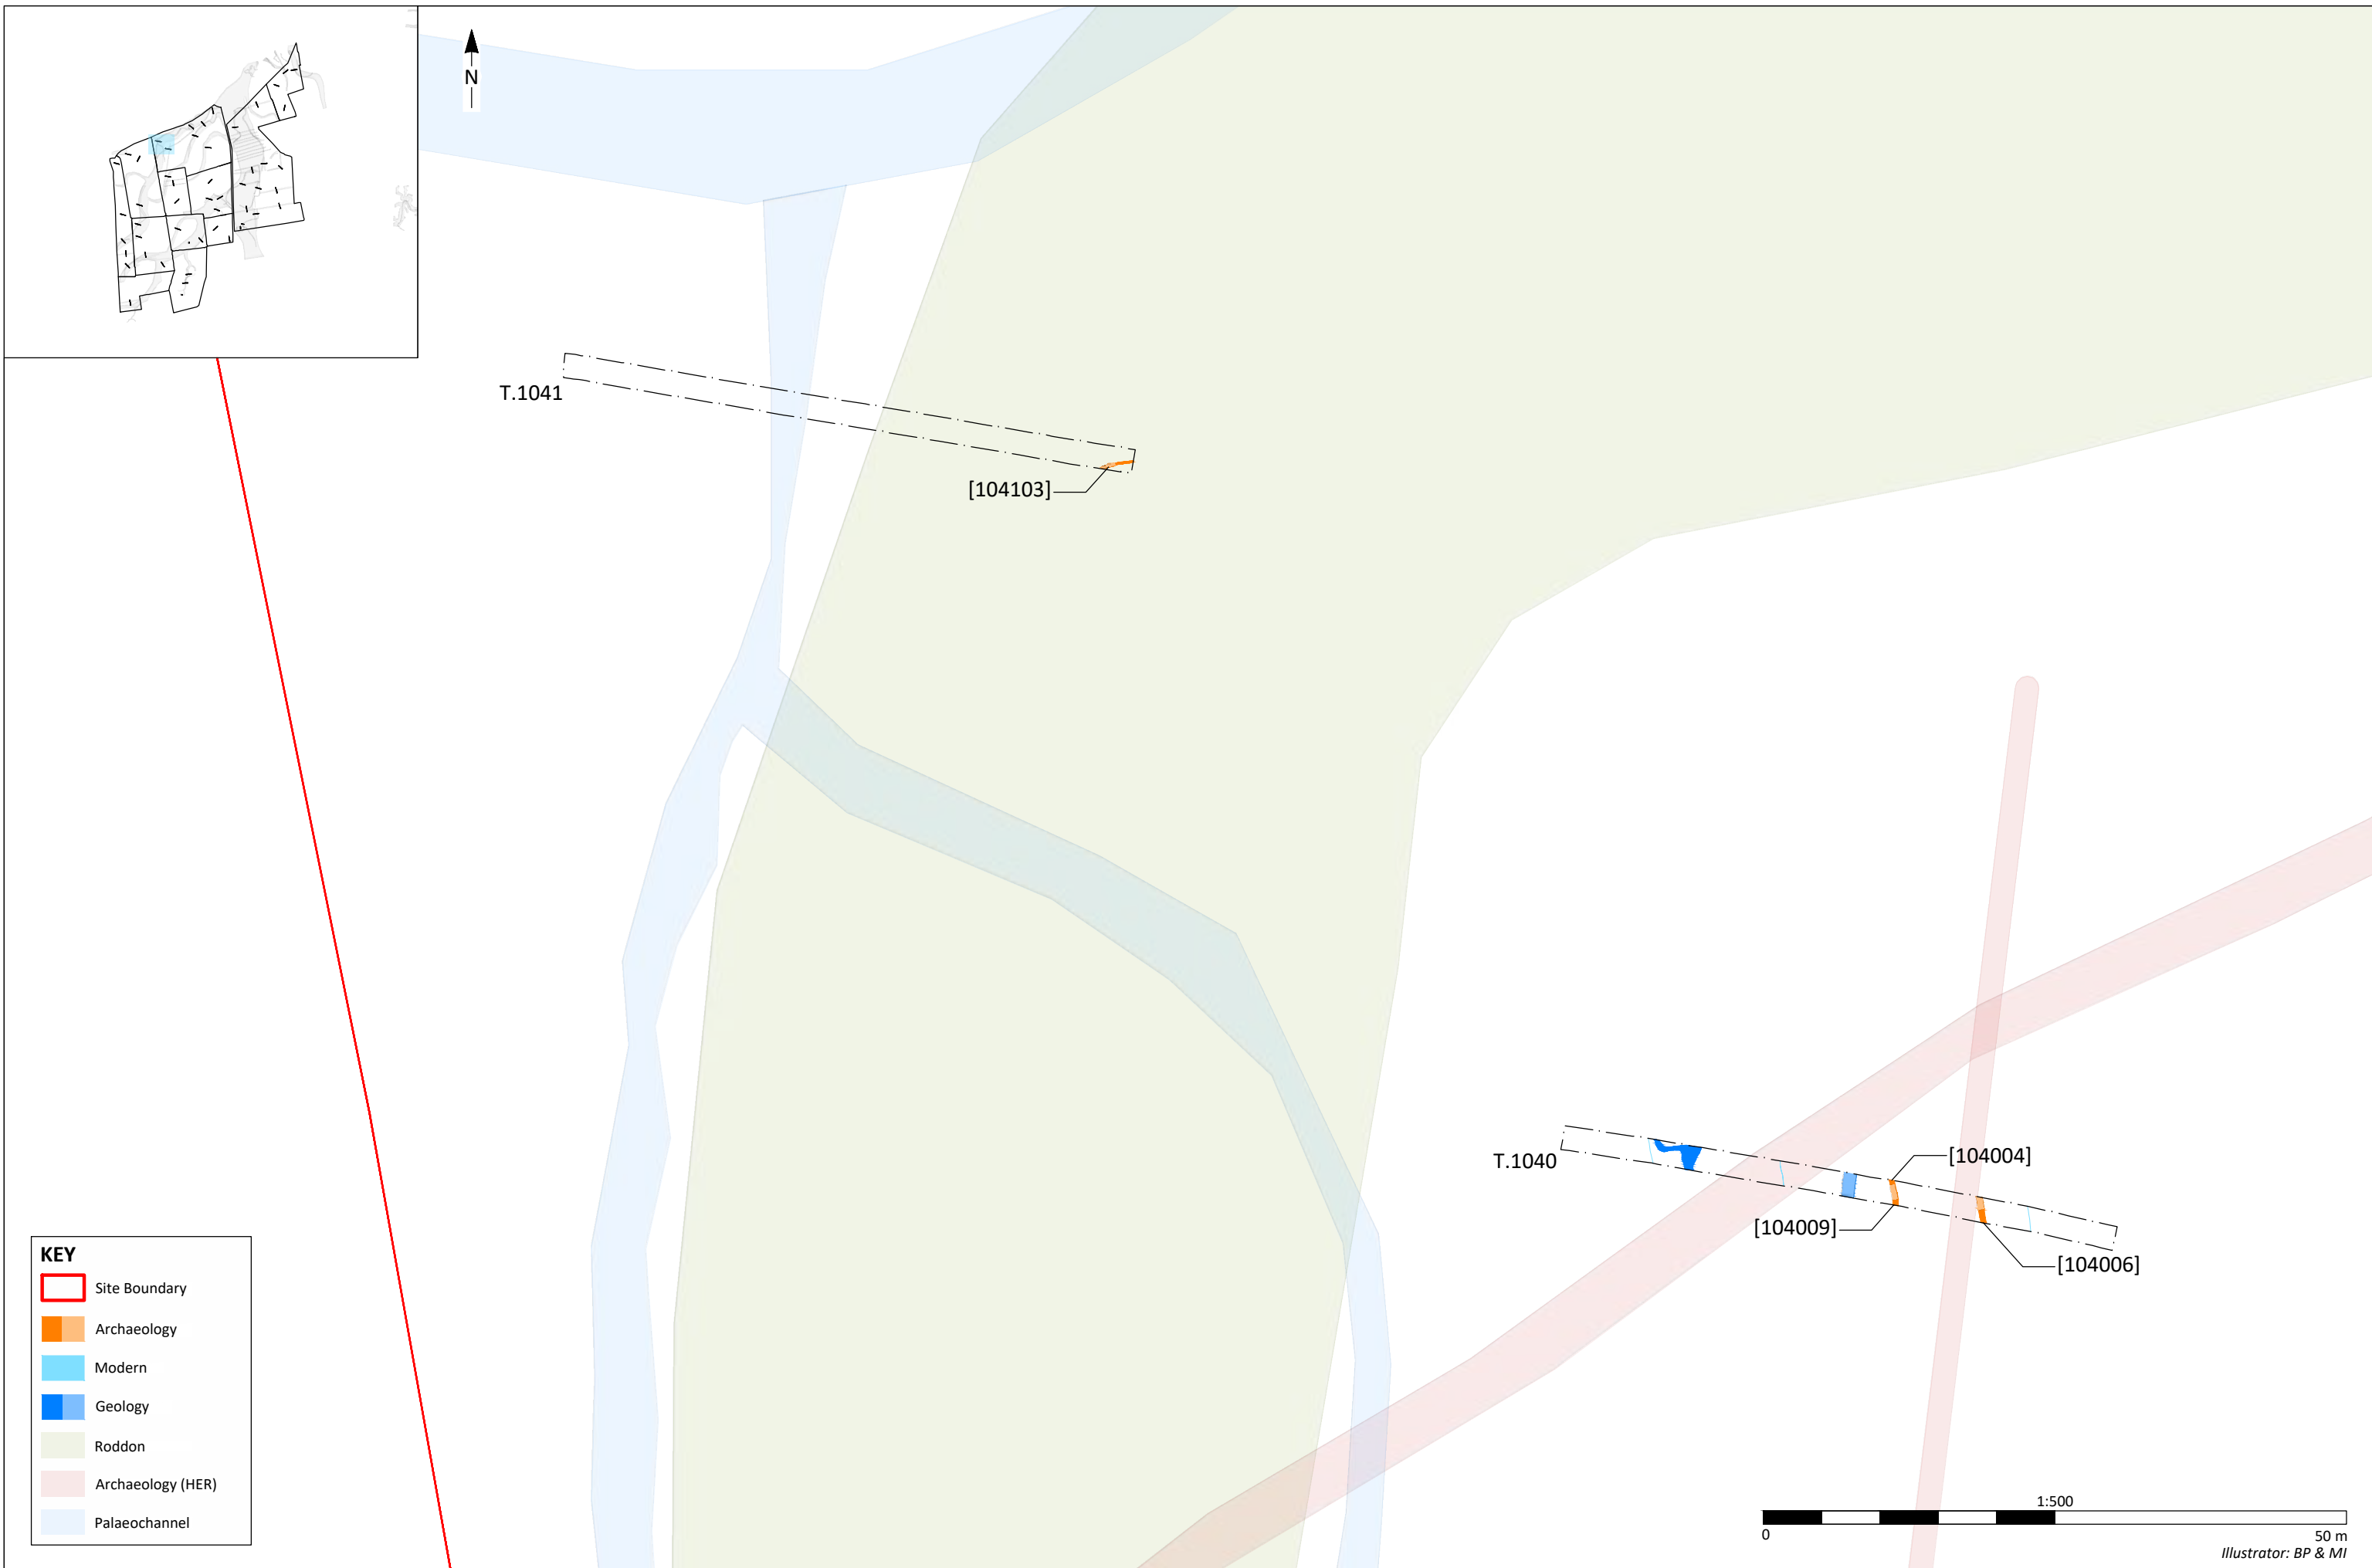 N
T.1041
[104103]
T.1040
[104004]
[104009]
[104006]
KEY
Site Boundary
Archaeology
Modern
Geology
Roddon
Archaeology (HER)
Palaeochannel
1:500
0
50 m
Illustrator: BP & MI